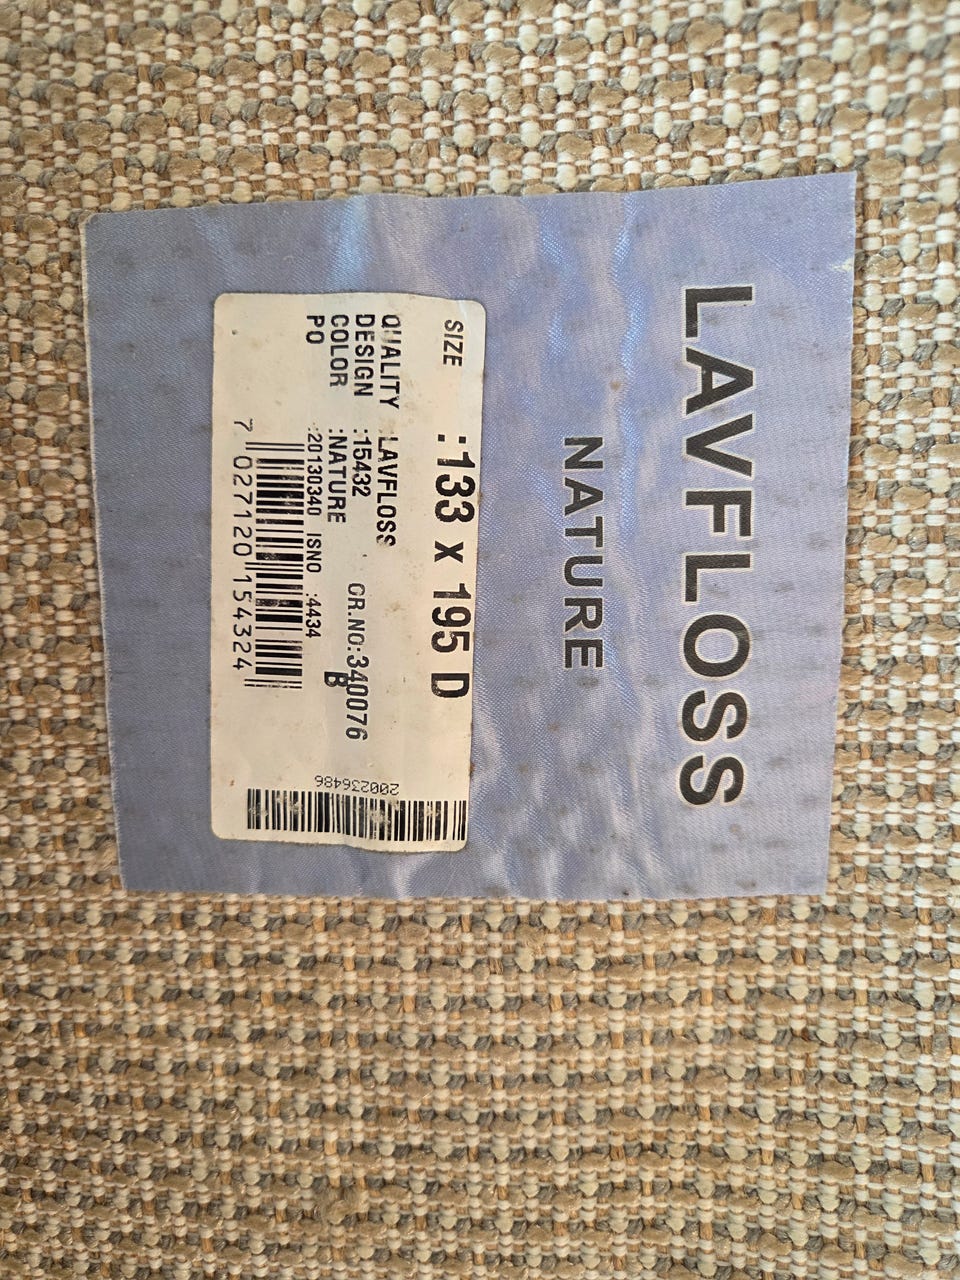 LAVFLOSS
NATURE
SIZE :133 x 195 D
QUALITY :LAVFLOSS
DESIGN :15432 CR.NO:340076
COLOR :NATURE B
PO :20130340 ISNO :4434
7 027120 154324
200236486